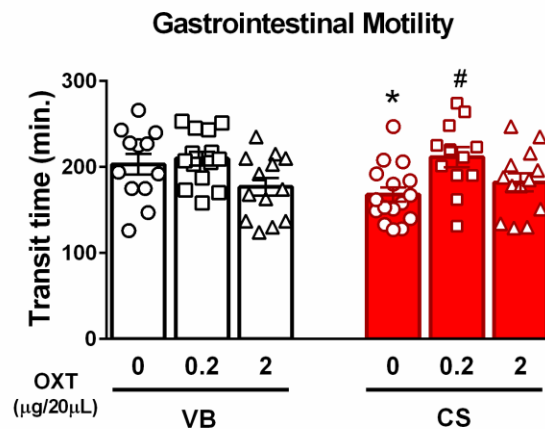 Gastrointestinal Motility
Transit time (min.)
300
200
100
0
*
#
OXT
(μg/20μL)
0 0.2 2 0 0.2 2
VB CS